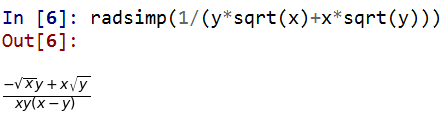 In [6]: radsimp(1/(y*sqrt(x)+x*sqrt(y)))
Out[6]:
−√x y + x√y
xy(x − y)